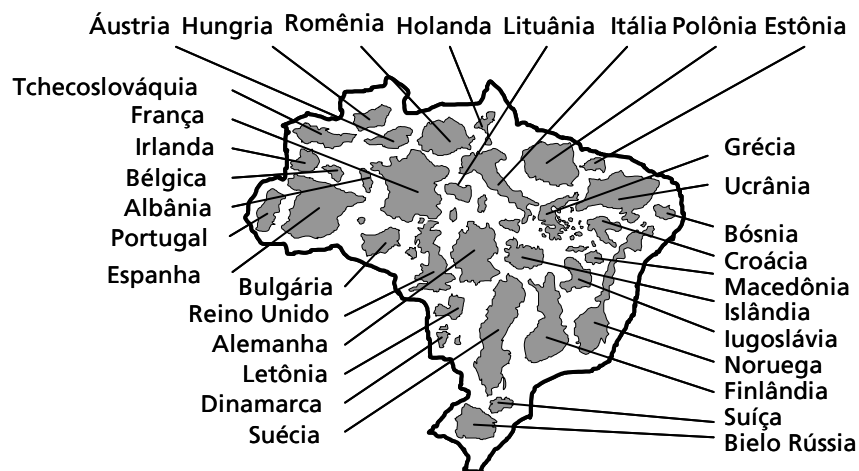 Áustria
Hungria
Romênia
Holanda
Lituânia
Itália
Polônia
Estônia
Tchecoslováquia
França
Irlanda
Bélgica
Albânia
Portugal
Espanha
Bulgária
Reino Unido
Alemanha
Letônia
Dinamarca
Suécia
Grécia
Ucrânia
Bósnia
Croácia
Macedônia
Islândia
Iugoslávia
Noruega
Finlândia
Suíça
Bielo Rússia